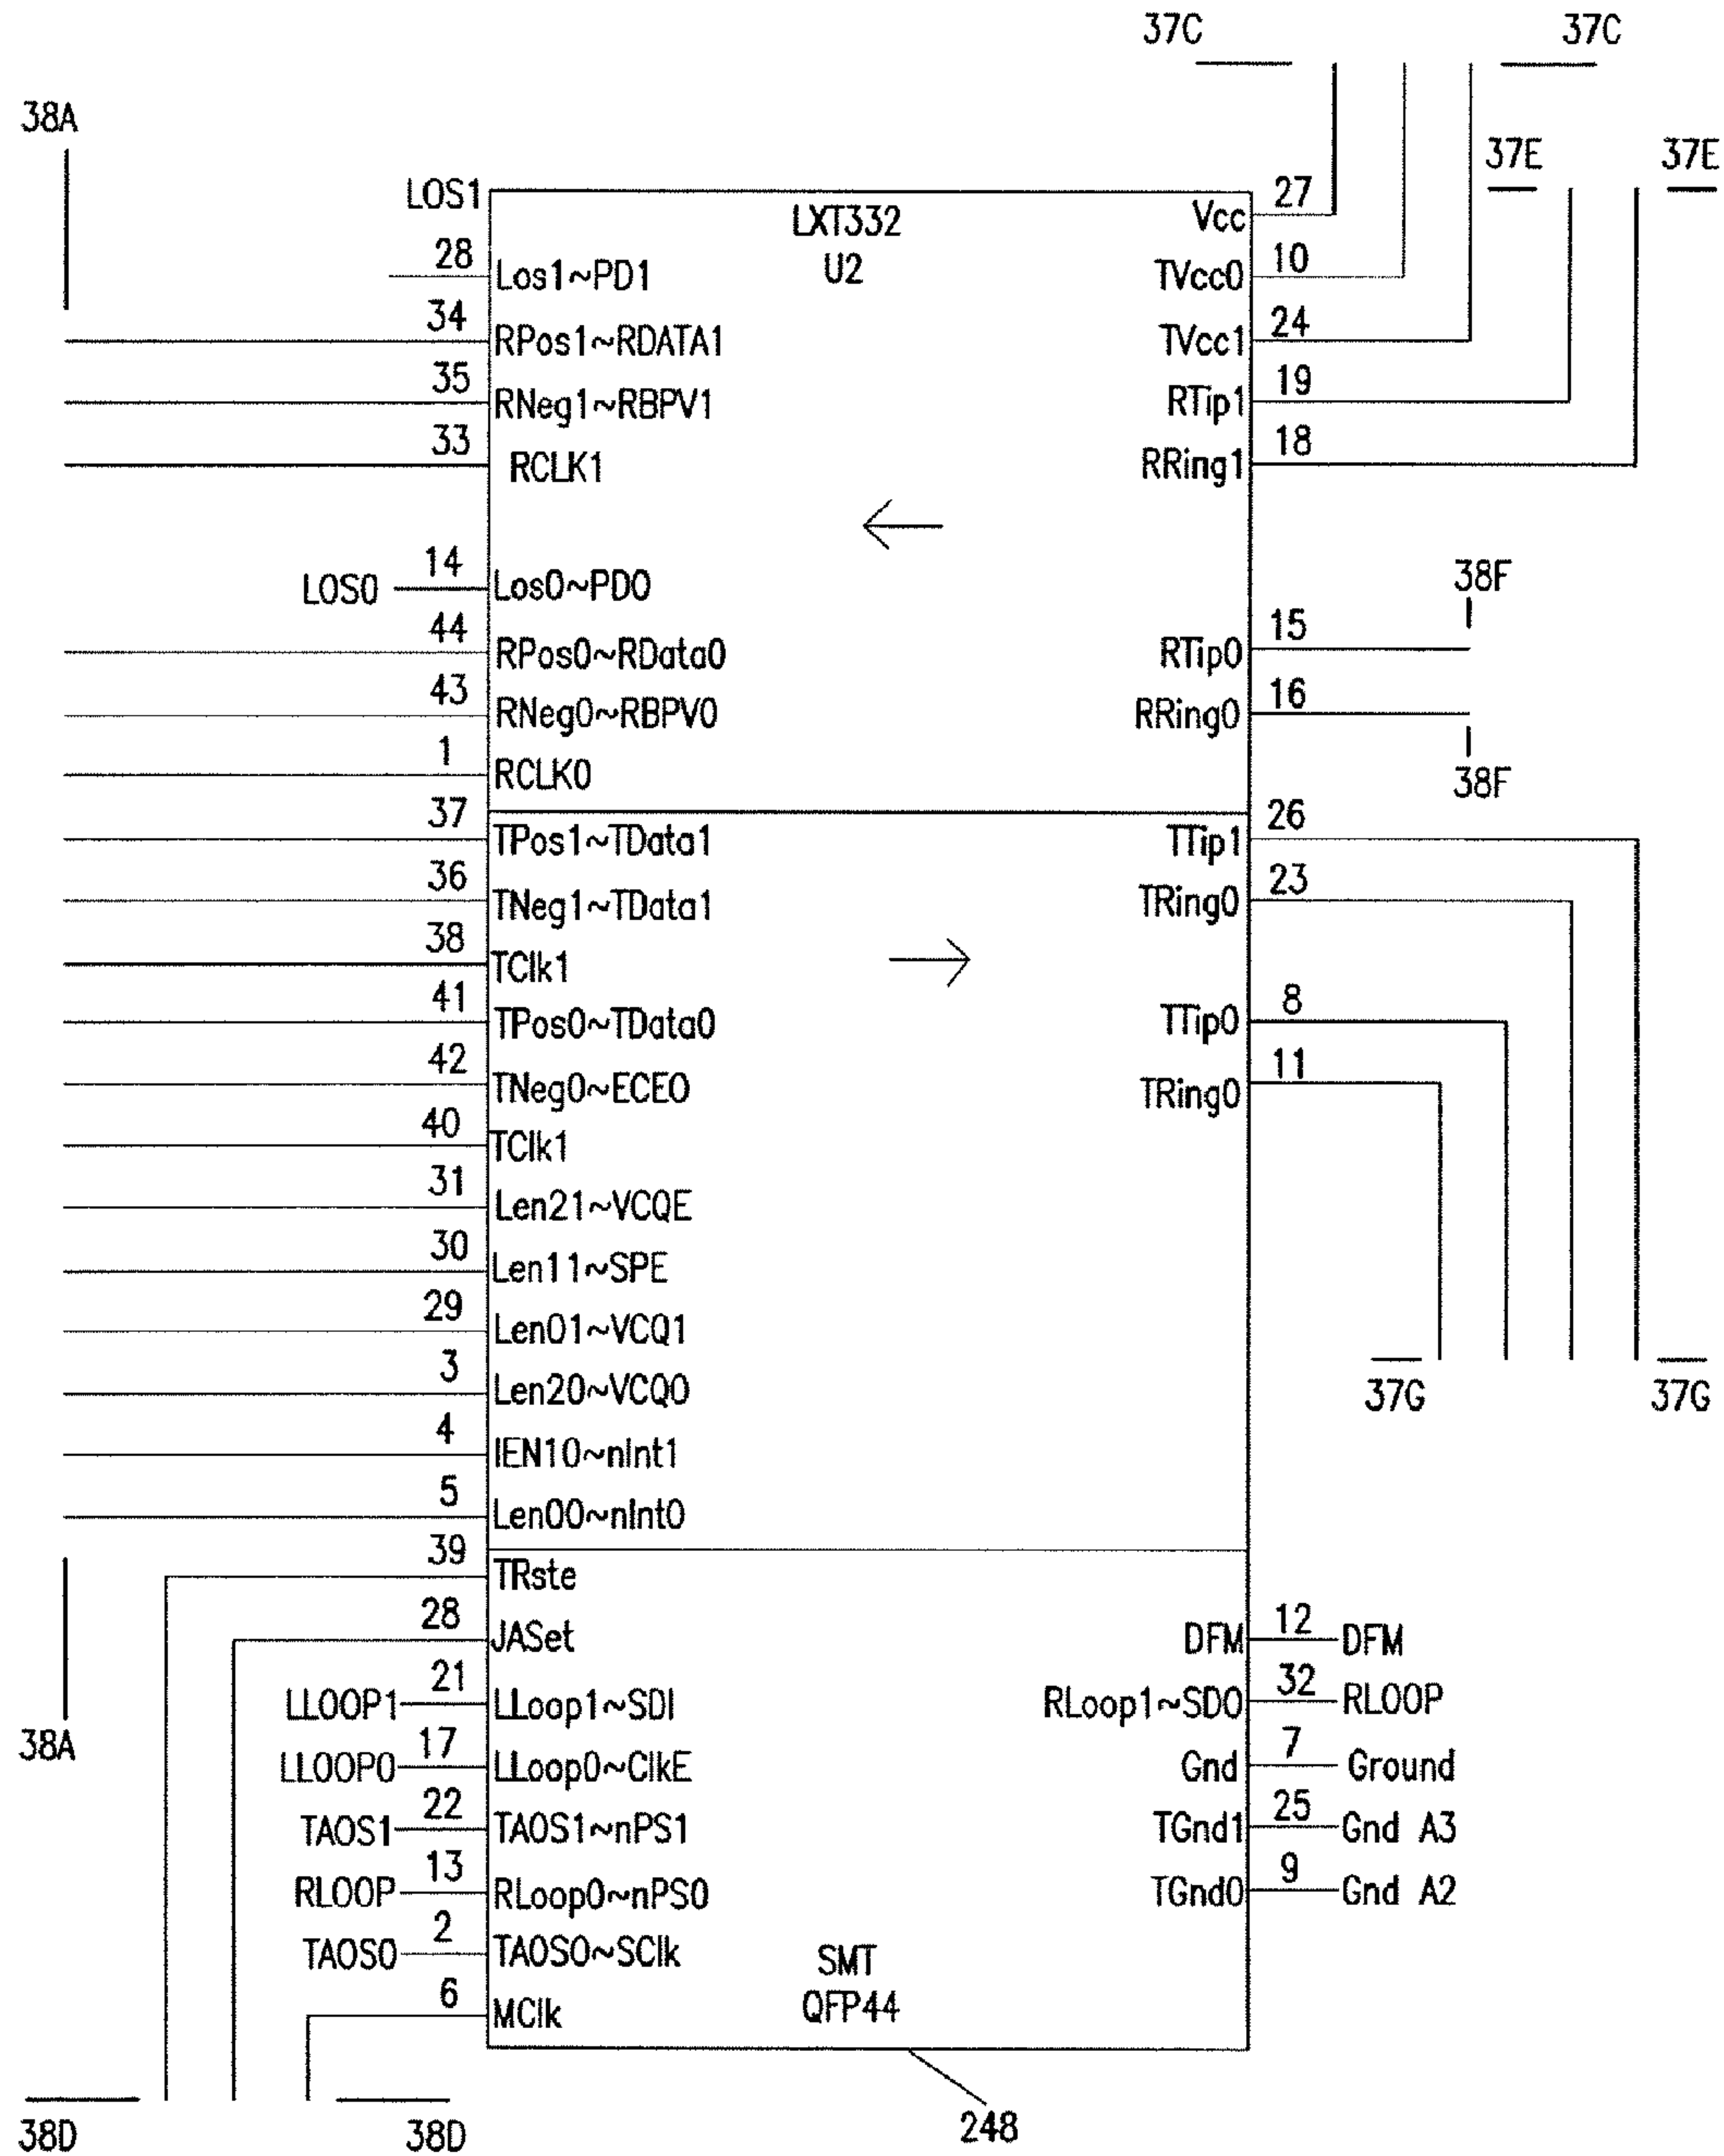 37C 37C
38A
37E 37E
LOS1 LXT332 Vcc 27
28 Los1~PD1 U2 TVcc0 10
34 RPos1~RDATA1 TVcc1 24
35 RNeg1~RBPV1 RTip1 19
33 RCLK1 RRing1 18
LOS0 14 Los0~PD0 38F
44 RPos0~RData0 RTip0 15
43 RNeg0~RBPV0 RRing0 16
1 RCLK0 38F
37 TPos1~TData1 TTip1 26
36 TNeg1~TData1 TRing0 23
38 TClk1
41 TPos0~TData0 TTip0 8
42 TNeg0~ECE0 TRing0 11
40 TClk1
31 Len21~VCQE
30 Len11~SPE
29 Len01~VCQ1
3 Len20~VCQ0 37G 37G
4 lEN10~nInt1
5 Len00~nInt0
39 TRste
28 JASet DFM 12 DFM
LLOOP1 21 LLoop1~SDI RLoop1~SD0 32 RLOOP
38A
LLOOP0 17 LLoop0~ClkE Gnd 7 Ground
TAOS1 22 TAOS1~nPS1 TGnd1 25 Gnd A3
RLOOP 13 RLoop0~nPS0 TGnd0 9 Gnd A2
TAOS0 2 TAOS0~SClk SMT
6 MClk QFP44
38D 38D 248